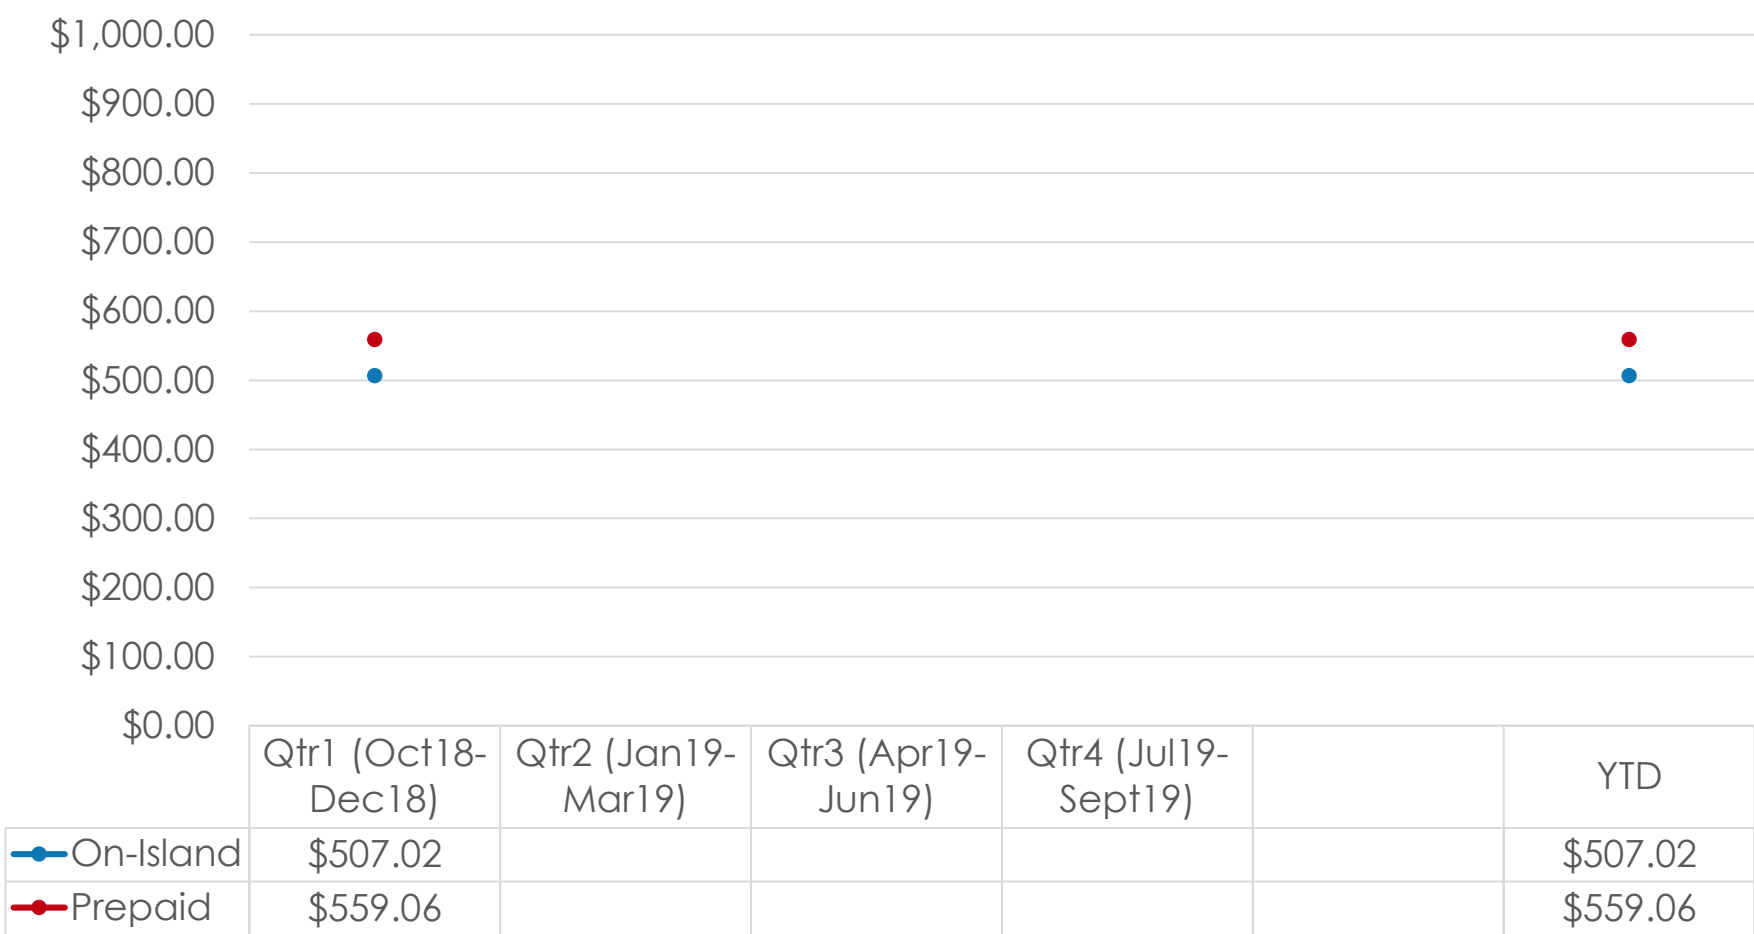 $1,000.00
$900.00
$800.00
$700.00
$600.00
$500.00
$400.00
$300.00
$200.00
$100.00
$0.00
Qtr1 (Oct18-
Dec18)
Qtr2 (Jan19-
Mar19)
Qtr3 (Apr19-
Jun19)
Qtr4 (Jul19-
Sept19)
YTD
On-Island $507.02 $507.02
Prepaid $559.06 $559.06